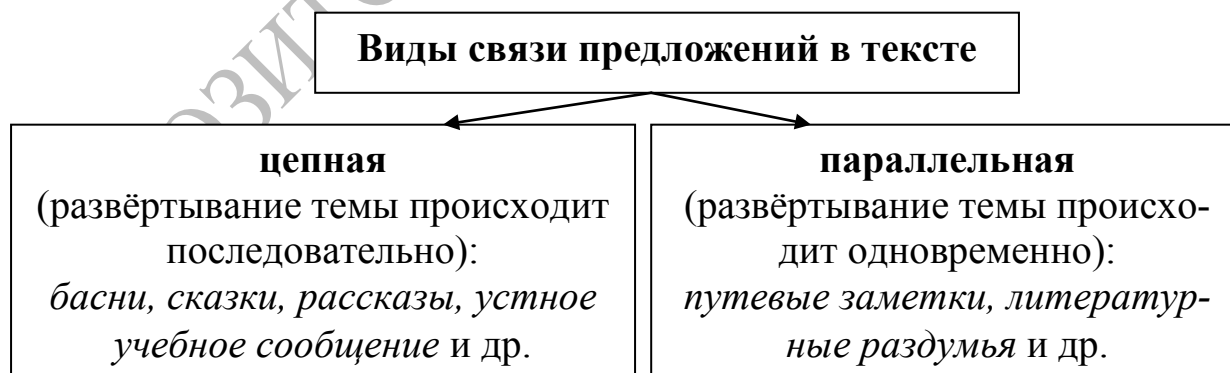 Виды связи предложений в тексте
цепная
(развёртывание темы происходит
последовательно):
басни, сказки, рассказы, устное
учебное сообщение и др.
параллельная
(развёртывание темы происхо-
дит одновременно):
путевые заметки, литератур-
ные раздумья и др.